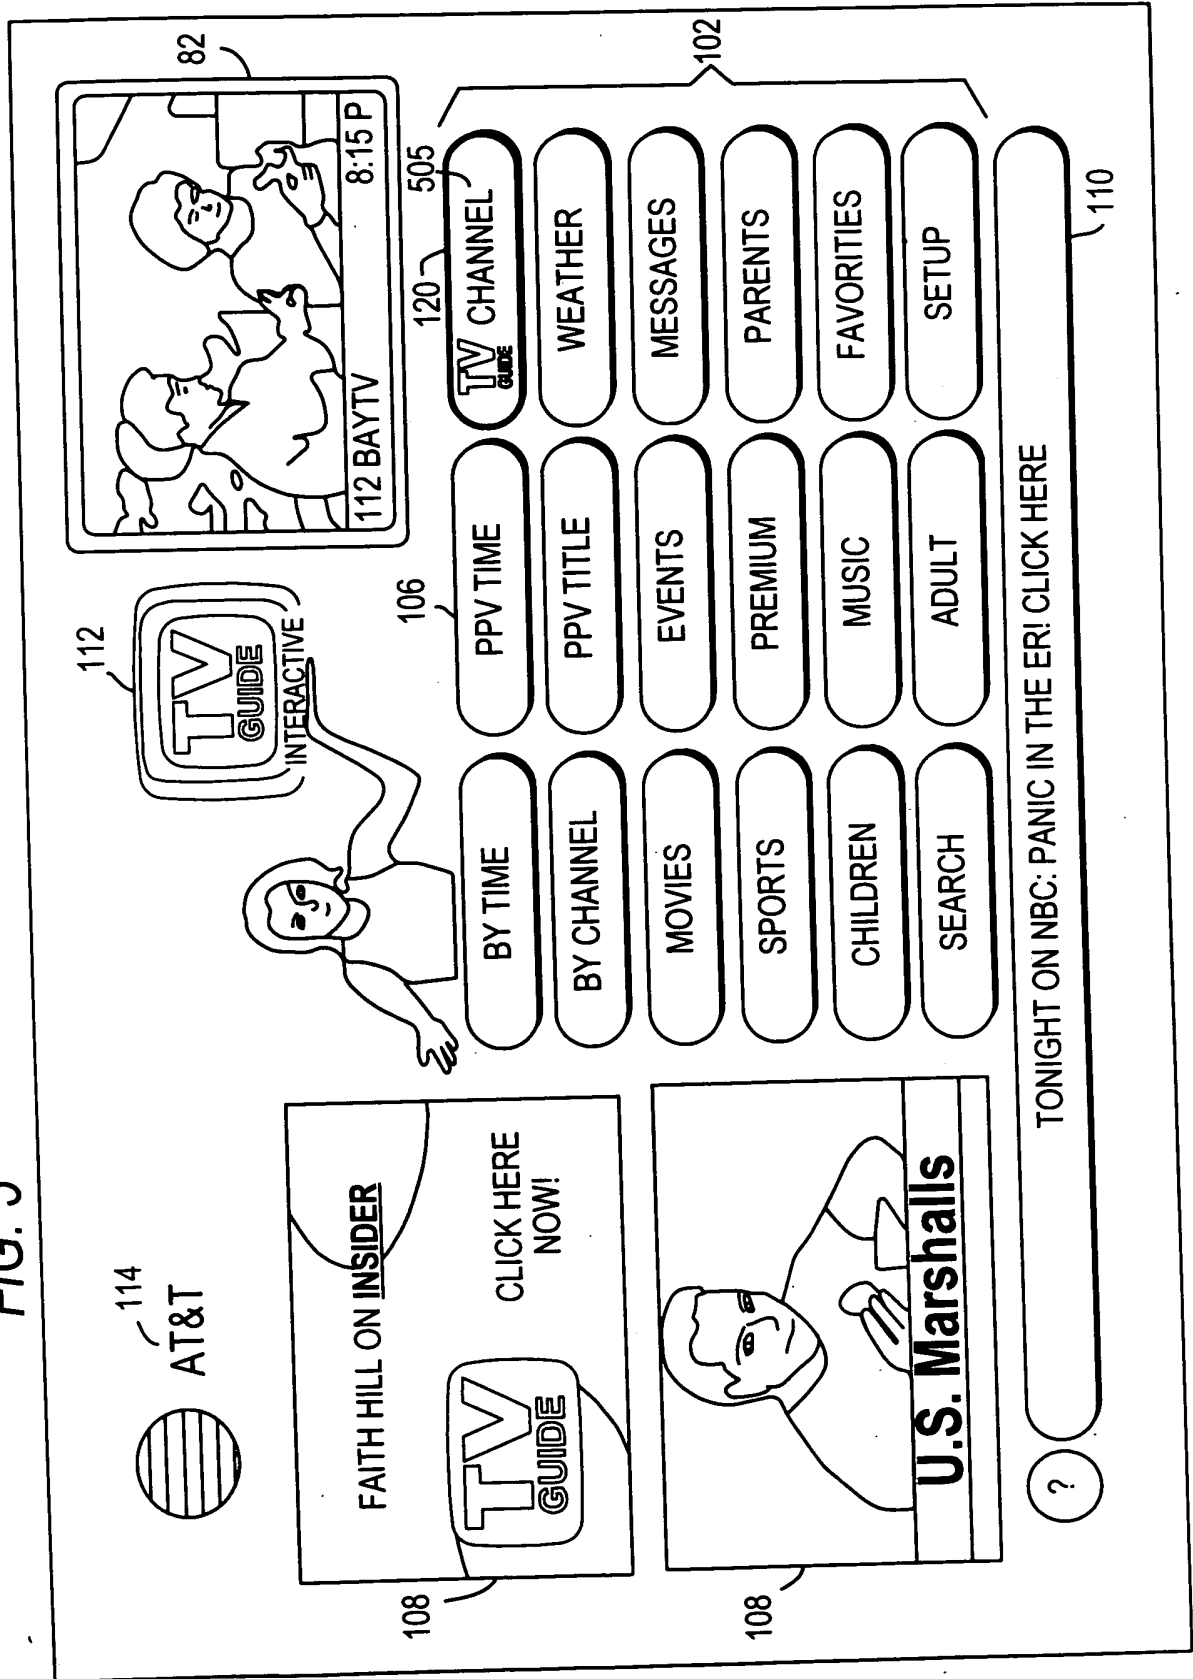 FIG. 5
114
AT&T
112
TV
GUIDE
INTERACTIVE
82
112 BAYTV 8:15 P
108
FAITH HILL ON INSIDER
TV
GUIDE
CLICK HERE
NOW!
108
U.S. Marshalls
106
120
505
102
BY TIME
PPV TIME
TV
GUIDE
CHANNEL
BY CHANNEL
PPV TITLE
WEATHER
MOVIES
EVENTS
MESSAGES
SPORTS
PREMIUM
PARENTS
CHILDREN
MUSIC
FAVORITIES
SEARCH
ADULT
SETUP
?
TONIGHT ON NBC: PANIC IN THE ER! CLICK HERE
110